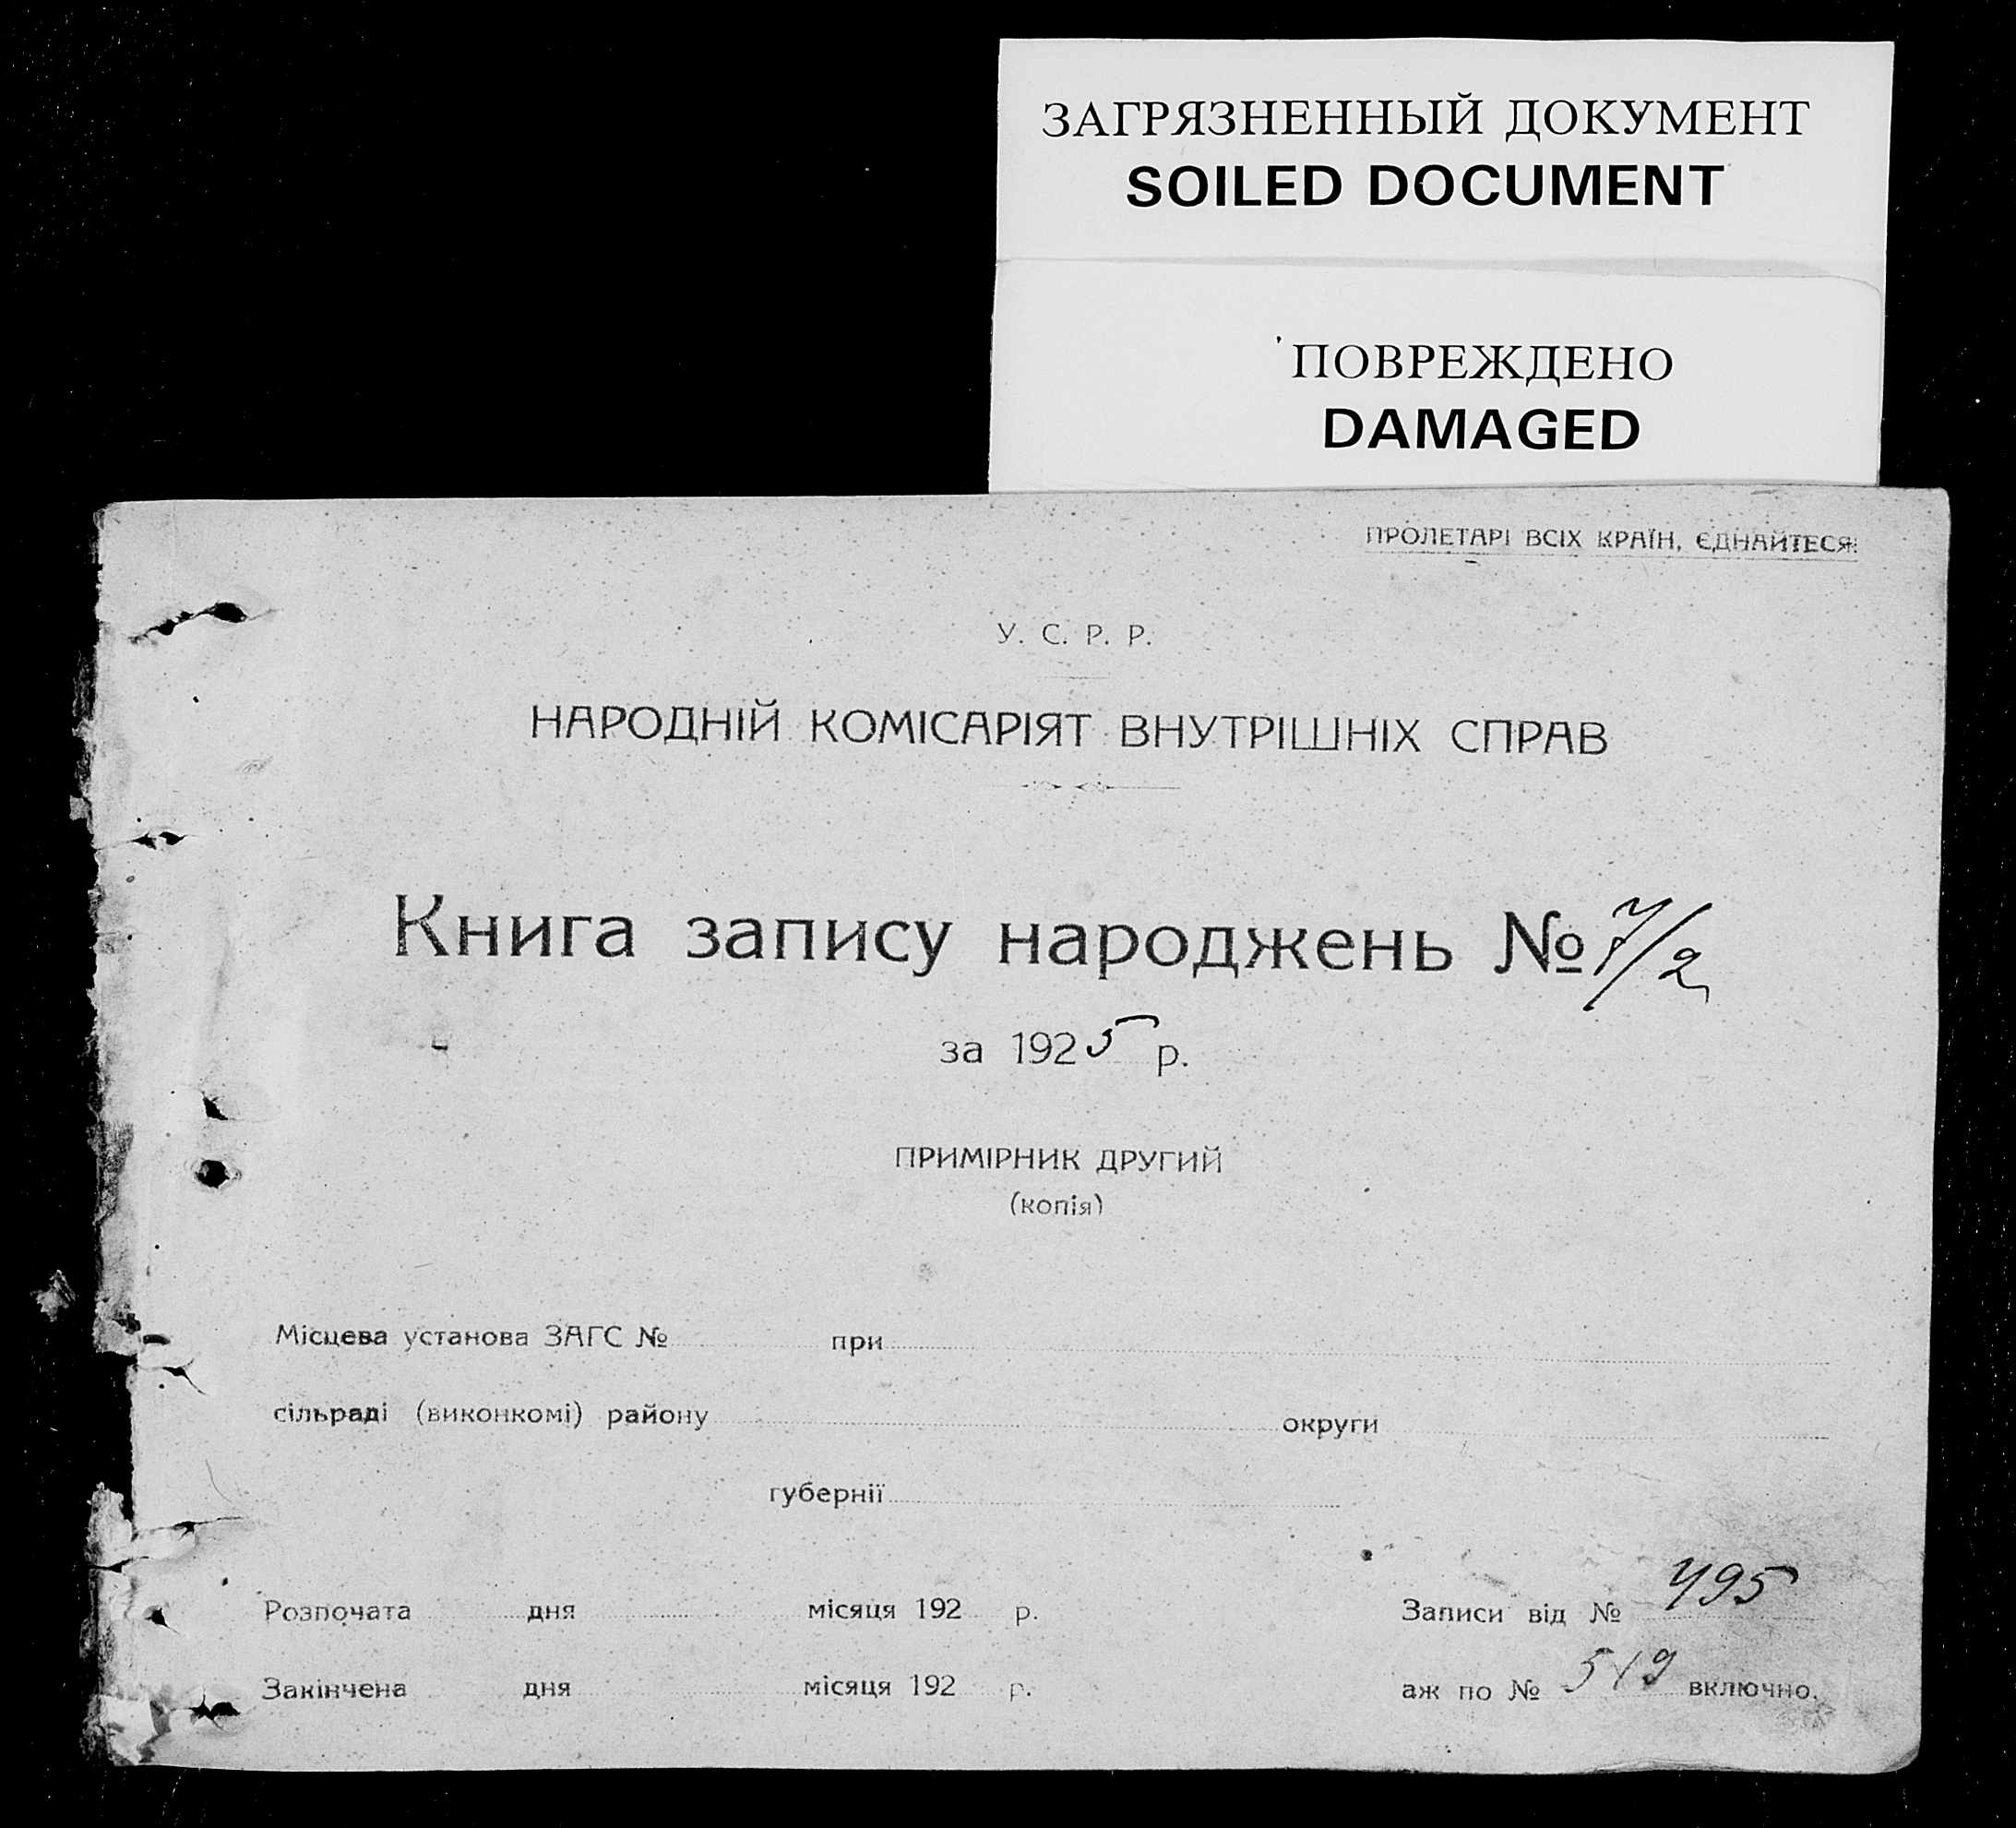 ЗАГРЯЗНЕННЫЙ ДОКУМЕНТ
SOILED DOCUMENT
ПОВРЕЖДЕНО
DAMAGED
ПРОЛЕТАРІ ВСІХ КРАЇН, ЄДНАЙТЕСЯ!
У. С. Р. Р.
НАРОДНІЙ КОМІСАРІЯТ ВНУТРІШНІХ СПРАВ
Книга запису народжень № 7/2
за 1925 р.
ПРИМІРНИК ДРУГИЙ
(копія)
Місцева установа ЗАГС № при
сільраді (виконкомі) району округи
губернії
Розпочата дня місяця 192 р. Записи від № 495
Закінчена дня місяця 192 р. аж по № 519 включно.